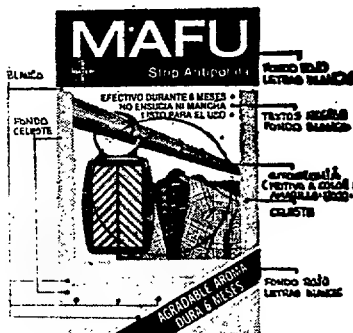 MAFU
Strip Antipolilla
BLANCO
FONDO ROJO
LETRAS BLANCAS
EFECTIVO DURANTE 6 MESES •
NO ENSUCIA NI MANCHA •
LISTO PARA EL USO •
FONDO
CELESTE
TEXTOS NEGROS
FONDO BLANCO
CELESTE
AGRADABLE AROMA
DURA 6 MESES
FONDO ROJO
LETRAS BLANCAS